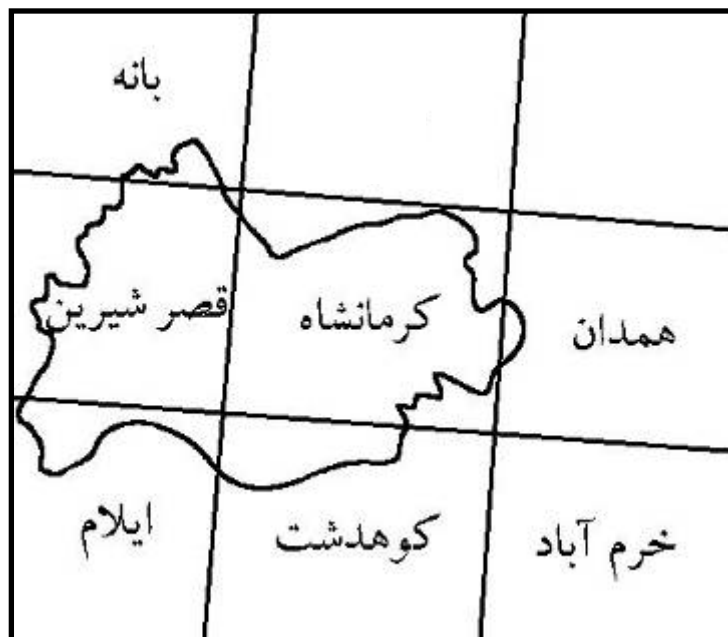 بانه
قصر شیرین
کرمانشاه
همدان
ایلام
کوهدشت
خرم آباد